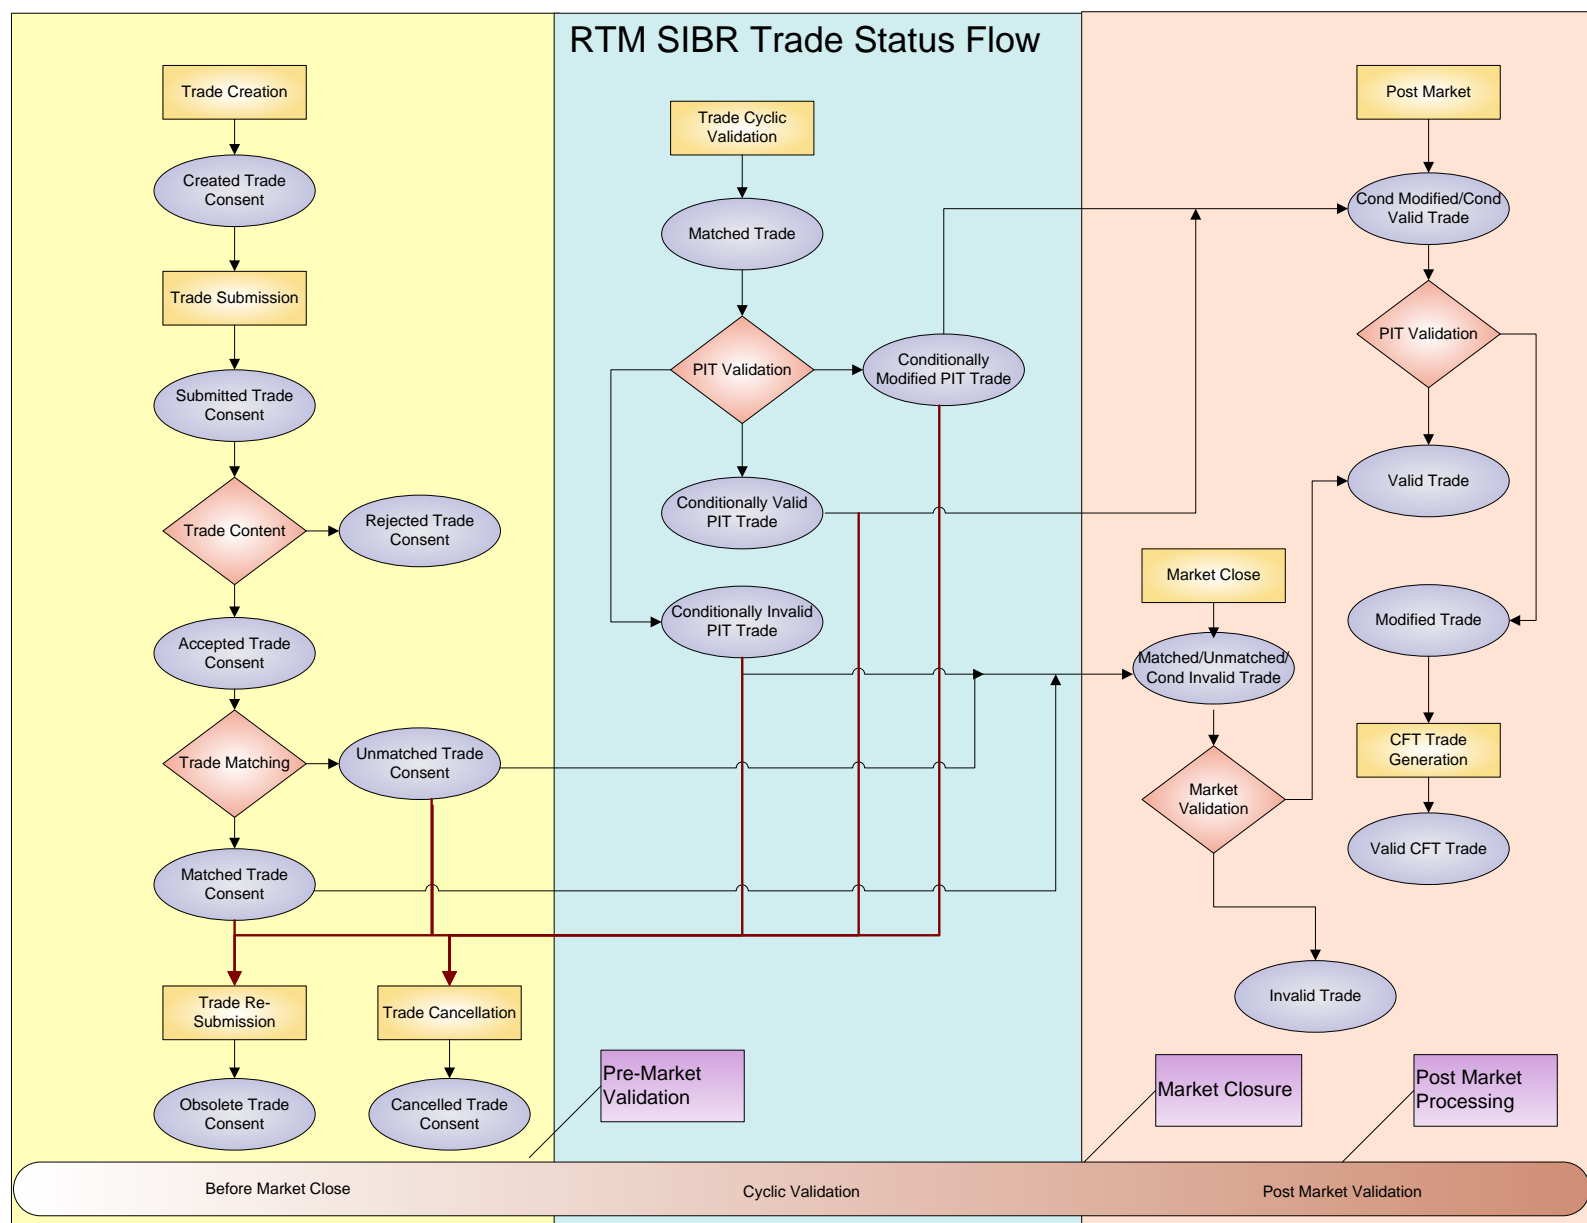 RTM SIBR Trade Status Flow
Trade Creation
Created Trade
Consent
Trade Submission
Submitted Trade
Consent
Trade Content
Rejected Trade
Consent
Accepted Trade
Consent
Trade Matching
Unmatched Trade
Consent
Matched Trade
Consent
Trade Re-
Submission
Trade Cancellation
Obsolete Trade
Consent
Cancelled Trade
Consent
Trade Cyclic
Validation
Matched Trade
PIT Validation
Conditionally
Modified PIT Trade
Conditionally Valid
PIT Trade
Conditionally Invalid
PIT Trade
Pre-Market
Validation
Post Market
Cond Modified/Cond
Valid Trade
PIT Validation
Valid Trade
Market Close
Matched/Unmatched/
Cond Invalid Trade
Modified Trade
CFT Trade
Generation
Market
Validation
Valid CFT Trade
Invalid Trade
Market Closure
Post Market
Processing
Before Market Close
Cyclic Validation
Post Market Validation